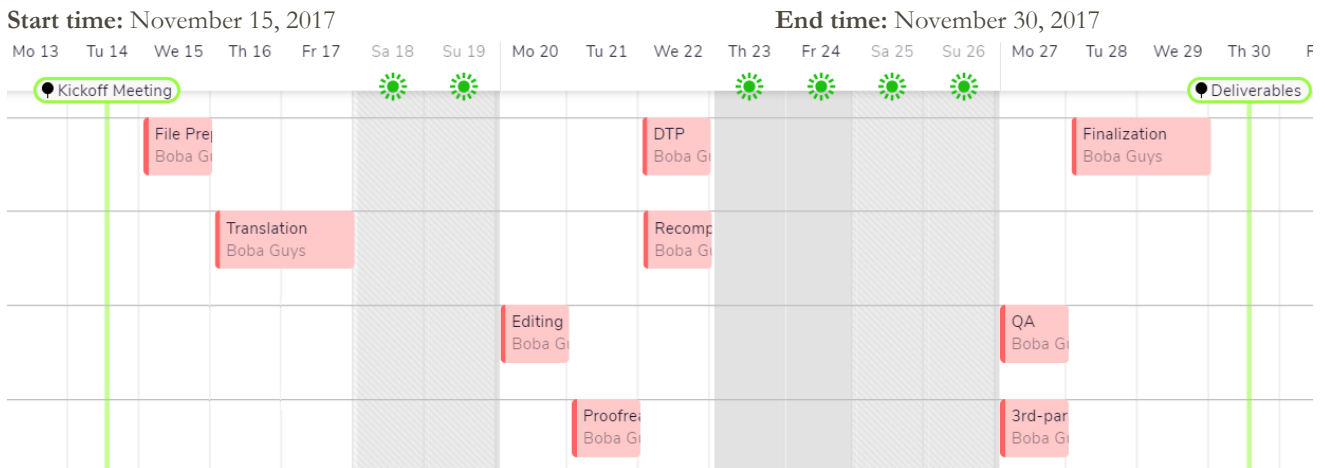 Start time: November 15, 2017 End time: November 30, 2017
Mo 13 Tu 14 We 15 Th 16 Fr 17 Sa 18 Su 19 Mo 20 Tu 21 We 22 Th 23 Fr 24 Sa 25 Su 26 Mo 27 Tu 28 We 29 Th 30 F
Kickoff Meeting Deliverables
File Prep DTP Finalization
Boba Gu Boba Gu Boba Guys
Translation Recomp
Boba Guys Boba Gu
Editing QA
Boba Gu Boba Gu
Proofrea 3rd-par
Boba Gu Boba Gu